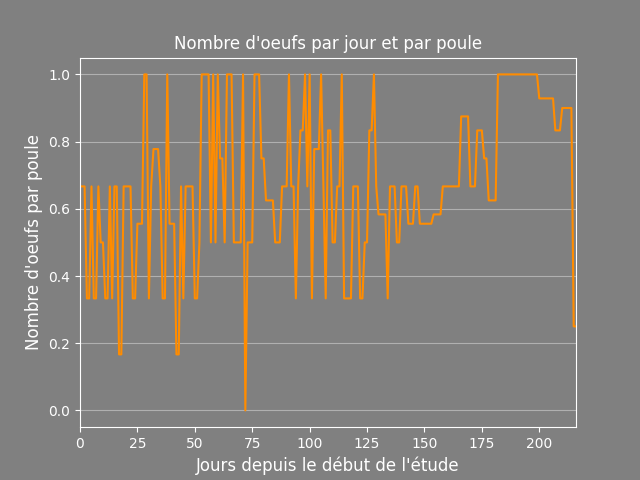 Nombre d'oeufs par jour et par poule
1.0
0.8
0.6
0.4
0.2
0.0
Nombre d'oeufs par poule
0 25 50 75 100 125 150 175 200
Jours depuis le début de l'étude